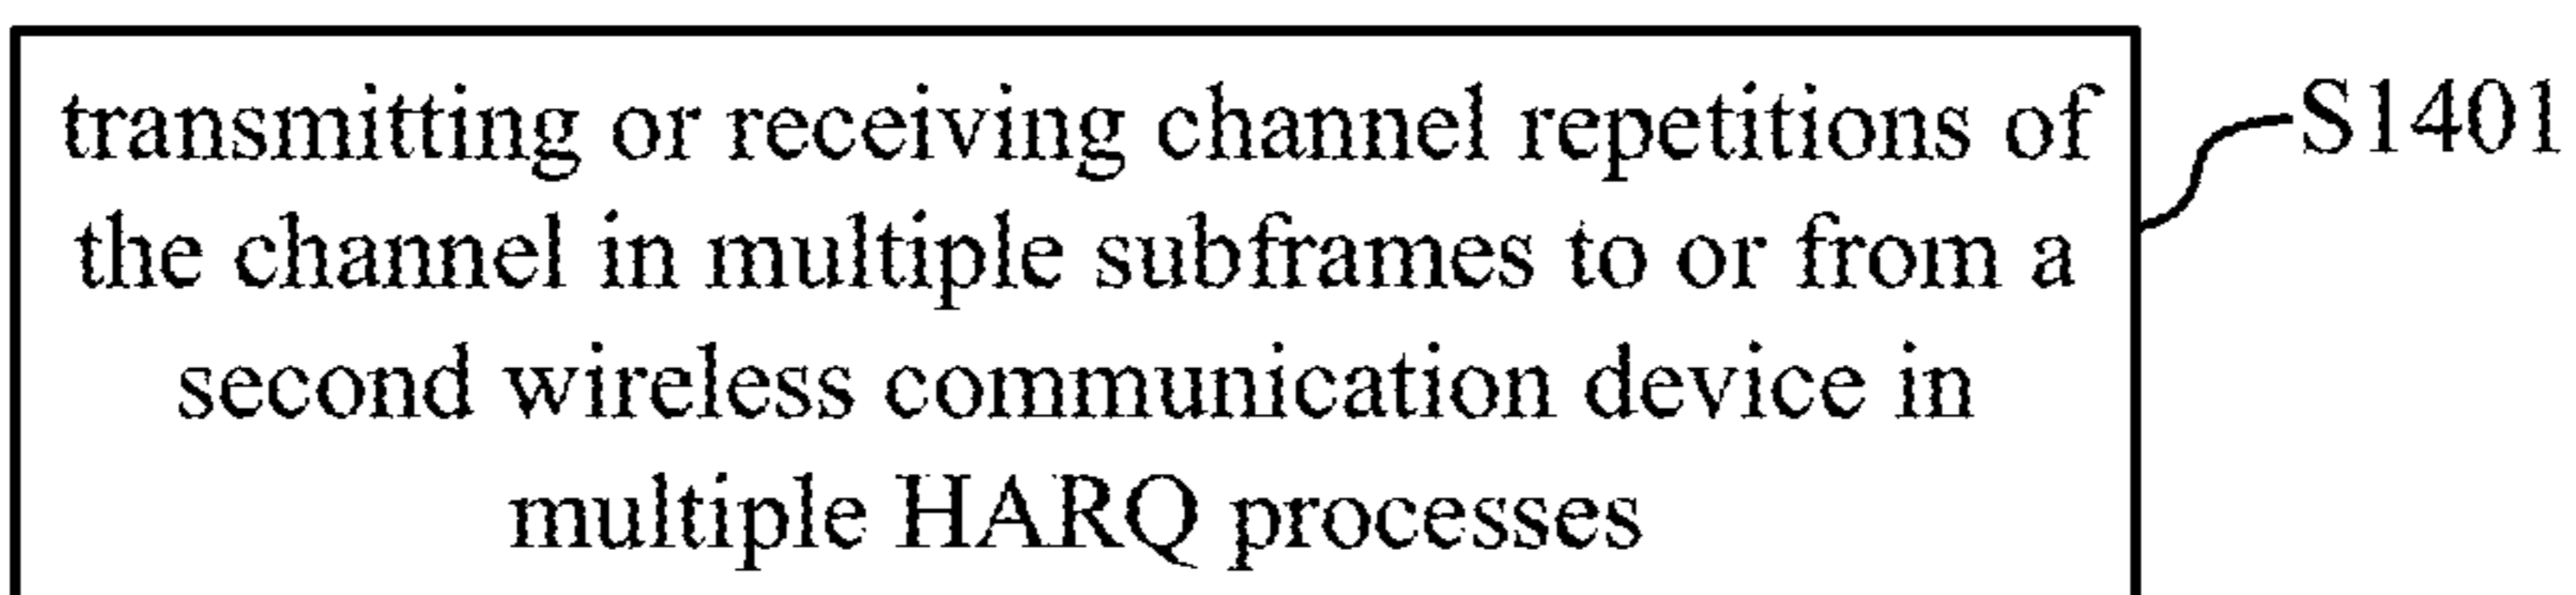 transmitting or receiving channel repetitions of
the channel in multiple subframes to or from a
second wireless communication device in
multiple HARQ processes
S1401